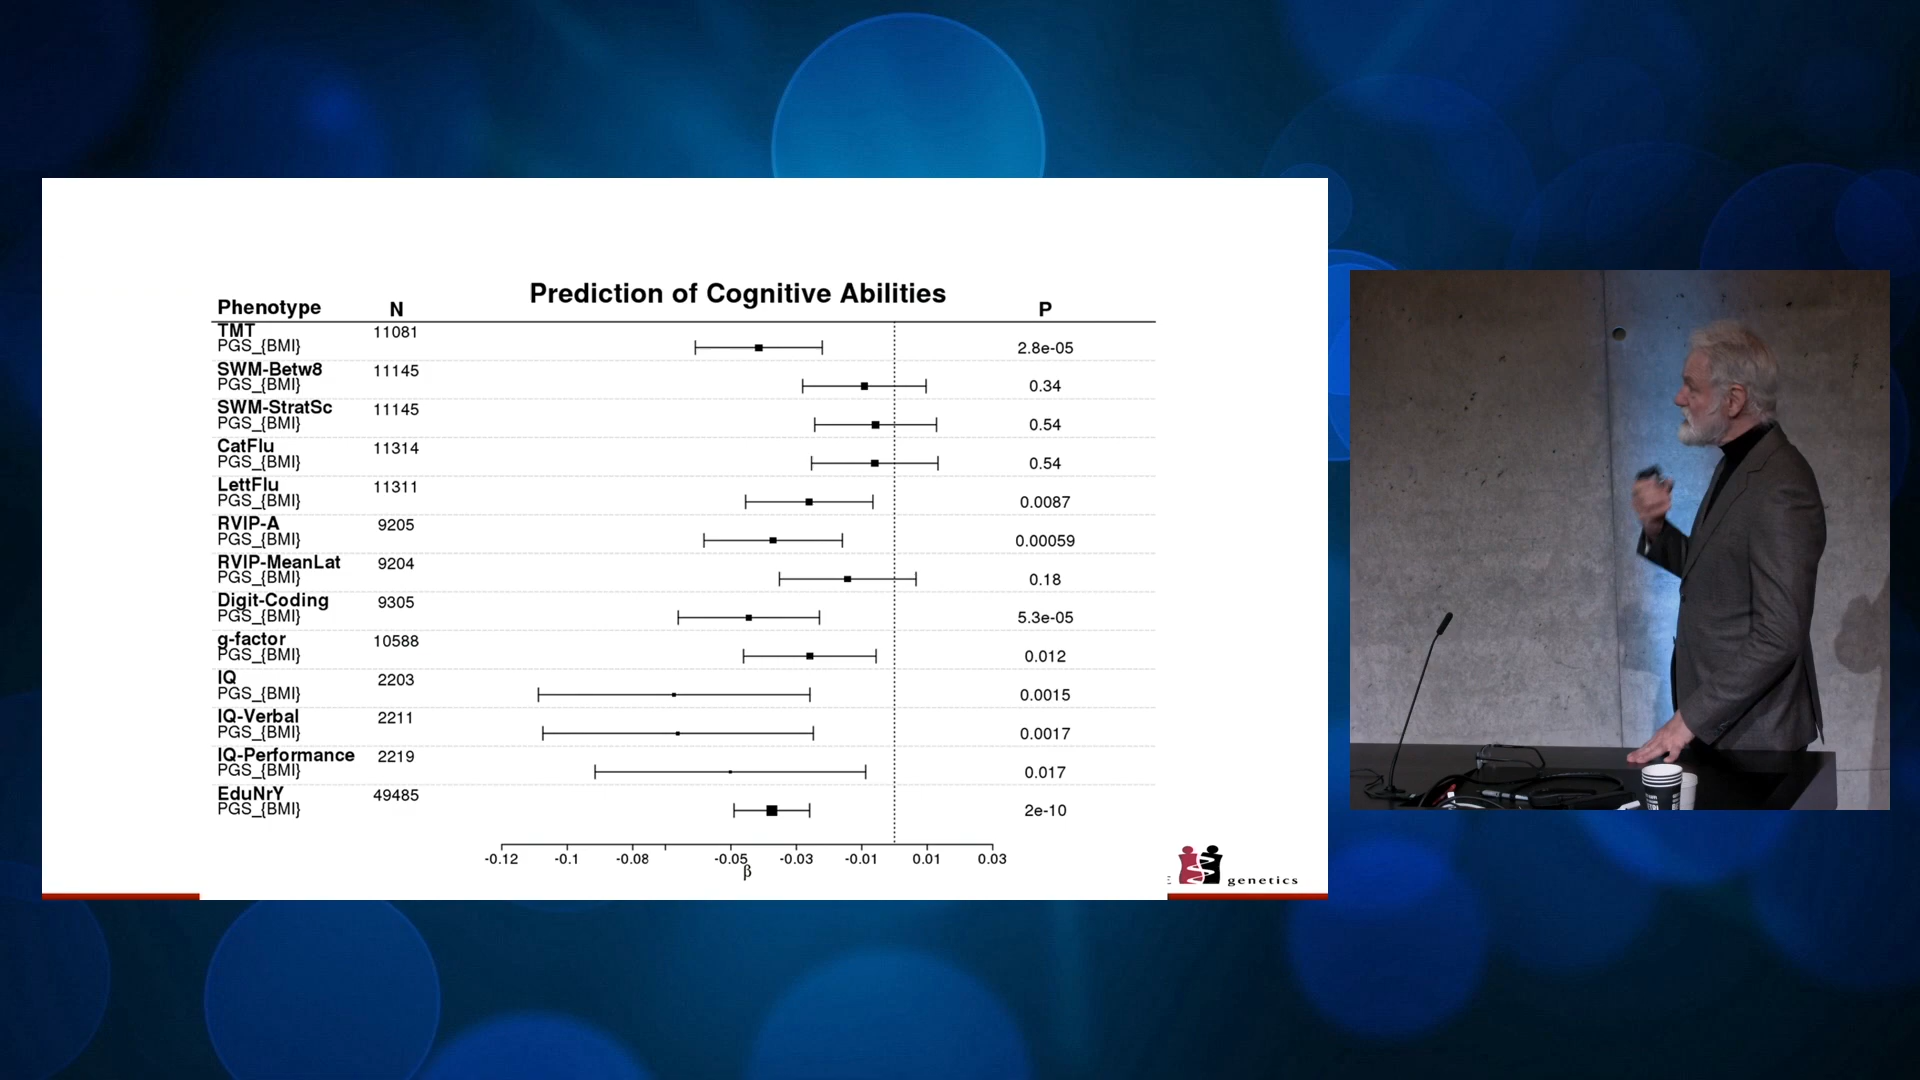 Prediction of Cognitive Abilities
Phenotype N P
TMT 11081
PGS_{BMI} 2.8e-05
SWM-Betw8 11145
PGS_{BMI} 0.34
SWM-StratSc 11145
PGS_{BMI} 0.54
CatFlu 11314
PGS_{BMI} 0.54
LettFlu 11311
PGS_{BMI} 0.0087
RVIP-A 9205
PGS_{BMI} 0.00059
RVIP-MeanLat 9204
PGS_{BMI} 0.18
Digit-Coding 9305
PGS_{BMI} 5.3e-05
g-factor 10588
PGS_{BMI} 0.012
IQ 2203
PGS_{BMI} 0.0015
IQ-Verbal 2211
PGS_{BMI} 0.0017
IQ-Performance 2219
PGS_{BMI} 0.017
EduNrY 49485
PGS_{BMI} 2e-10
-0.12 -0.1 -0.08 -0.05 -0.03 -0.01 0.01 0.03
β
genetics